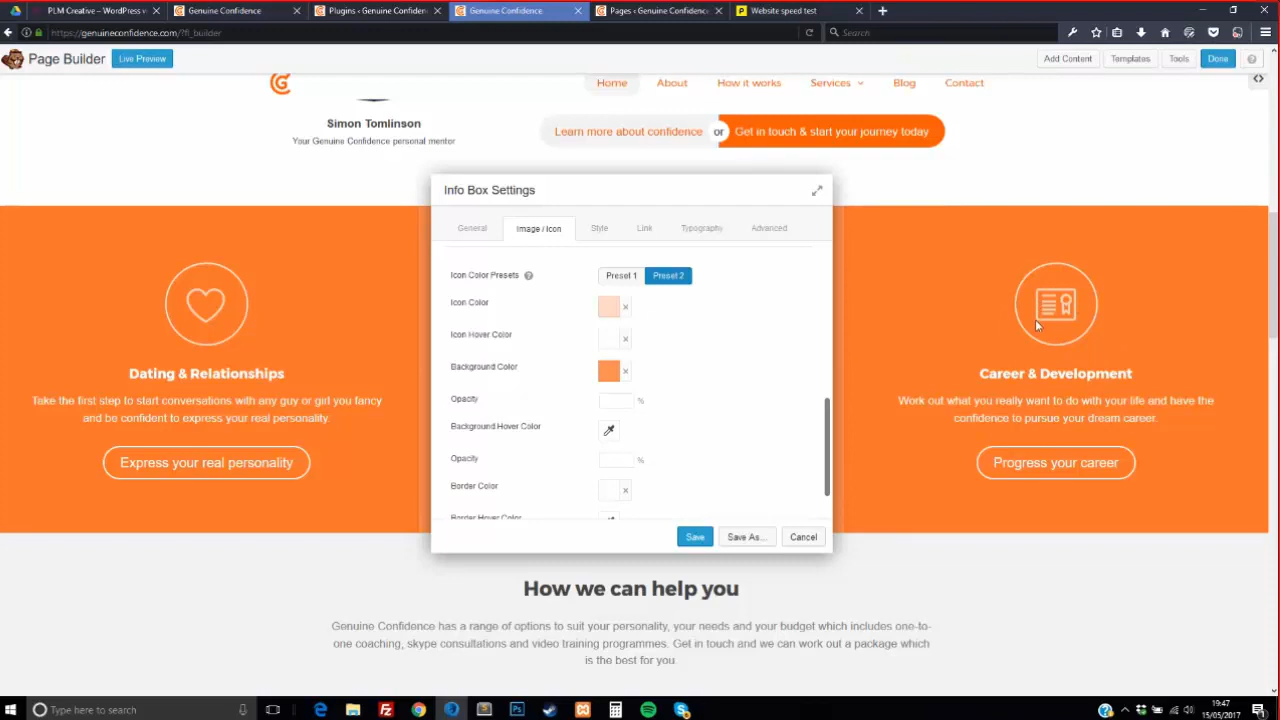 PLM Creative – WordPress v
Genuine Confidence
Plugins ‹ Genuine Confidence
Genuine Confidence
Pages ‹ Genuine Confidence
Website speed test
https://genuineconfidence.com/?fl_builder
Search
Page Builder
Live Preview
Add Content
Templates
Tools
Done
Home
About
How it works
Services
Blog
Contact
Simon Tomlinson
Your Genuine Confidence personal mentor
Learn more about confidence
or
Get in touch & start your journey today
Info Box Settings
General
Image / Icon
Style
Link
Typography
Advanced
Icon Color Presets
Preset 1
Preset 2
Icon Color
Icon Hover Color
Background Color
Opacity
%
Background Hover Color
Opacity
%
Border Color
Border Hover Color
Save
Save As...
Cancel
Dating & Relationships
Take the first step to start conversations with any guy or girl you fancy
and be confident to express your real personality.
Express your real personality
Career & Development
Work out what you really want to do with your life and have the
confidence to pursue your dream career.
Progress your career
How we can help you
Genuine Confidence has a range of options to suit your personality, your needs and your budget which includes one-to-
one coaching, skype consultations and video training programmes. Get in touch and we can work out a package which
is the best for you.
Type here to search
19:47
15/05/2017